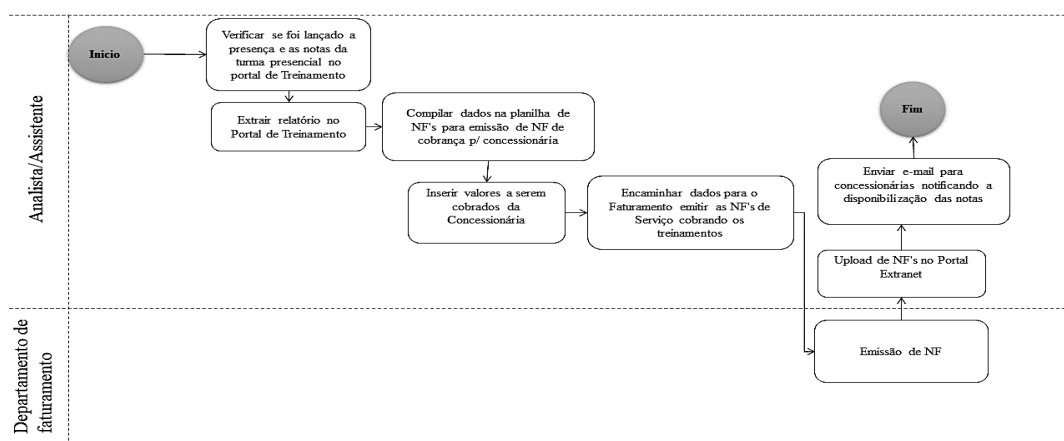 Analista/Assistente
Inicio
Verificar se foi lançado a
presença e as notas da
turma presencial no
portal de Treinamento
Extrair relatório no
Portal de Treinamento
Compilar dados na planilha de
NF's para emissão de NF de
cobrança p/ concessionária
Inserir valores a serem
cobrados da
Concessionária
Encaminhar dados para o
Faturamento emitir as NF's de
Serviço cobrando os
treinamentos
Departamento de
faturamento
Emissão de NF
Upload de NF's no Portal
Extranet
Enviar e-mail para
concessionárias notificando a
disponibilização das notas
Fim